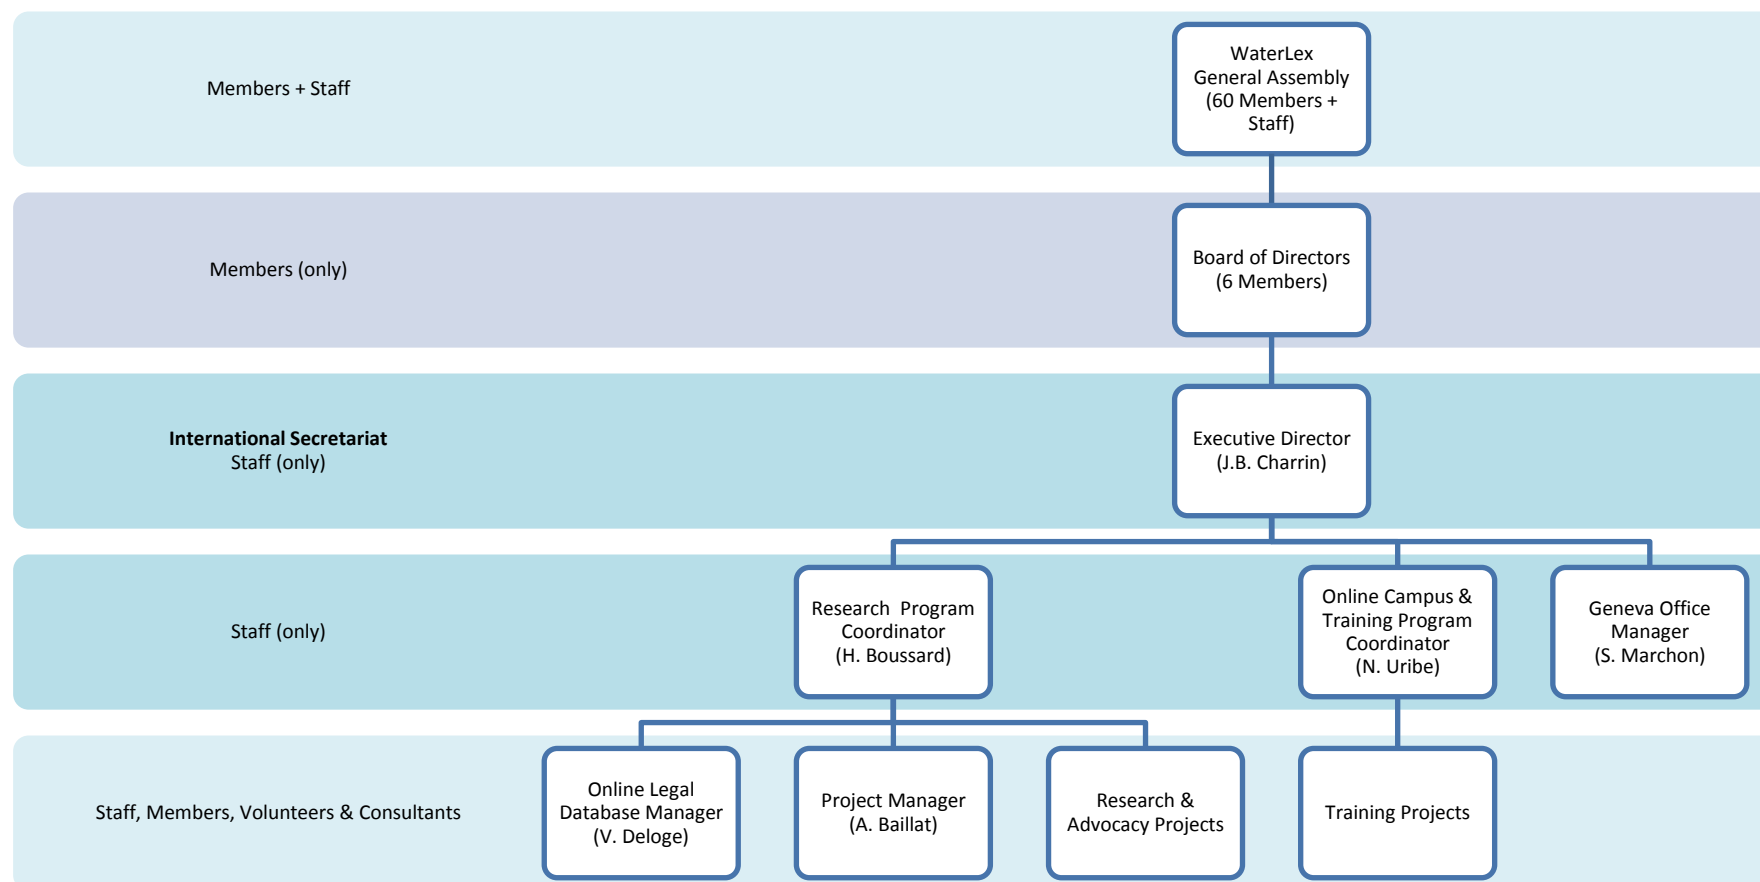 Members + Staff
WaterLex
General Assembly
(60 Members +
Staff)
Members (only)
Board of Directors
(6 Members)
International Secretariat
Staff (only)
Executive Director
(J.B. Charrin)
Staff (only)
Research Program
Coordinator
(H. Boussard)
Online Campus &
Training Program
Coordinator
(N. Uribe)
Geneva Office
Manager
(S. Marchon)
Staff, Members, Volunteers & Consultants
Online Legal
Database Manager
(V. Deloge)
Project Manager
(A. Baillat)
Research &
Advocacy Projects
Training Projects